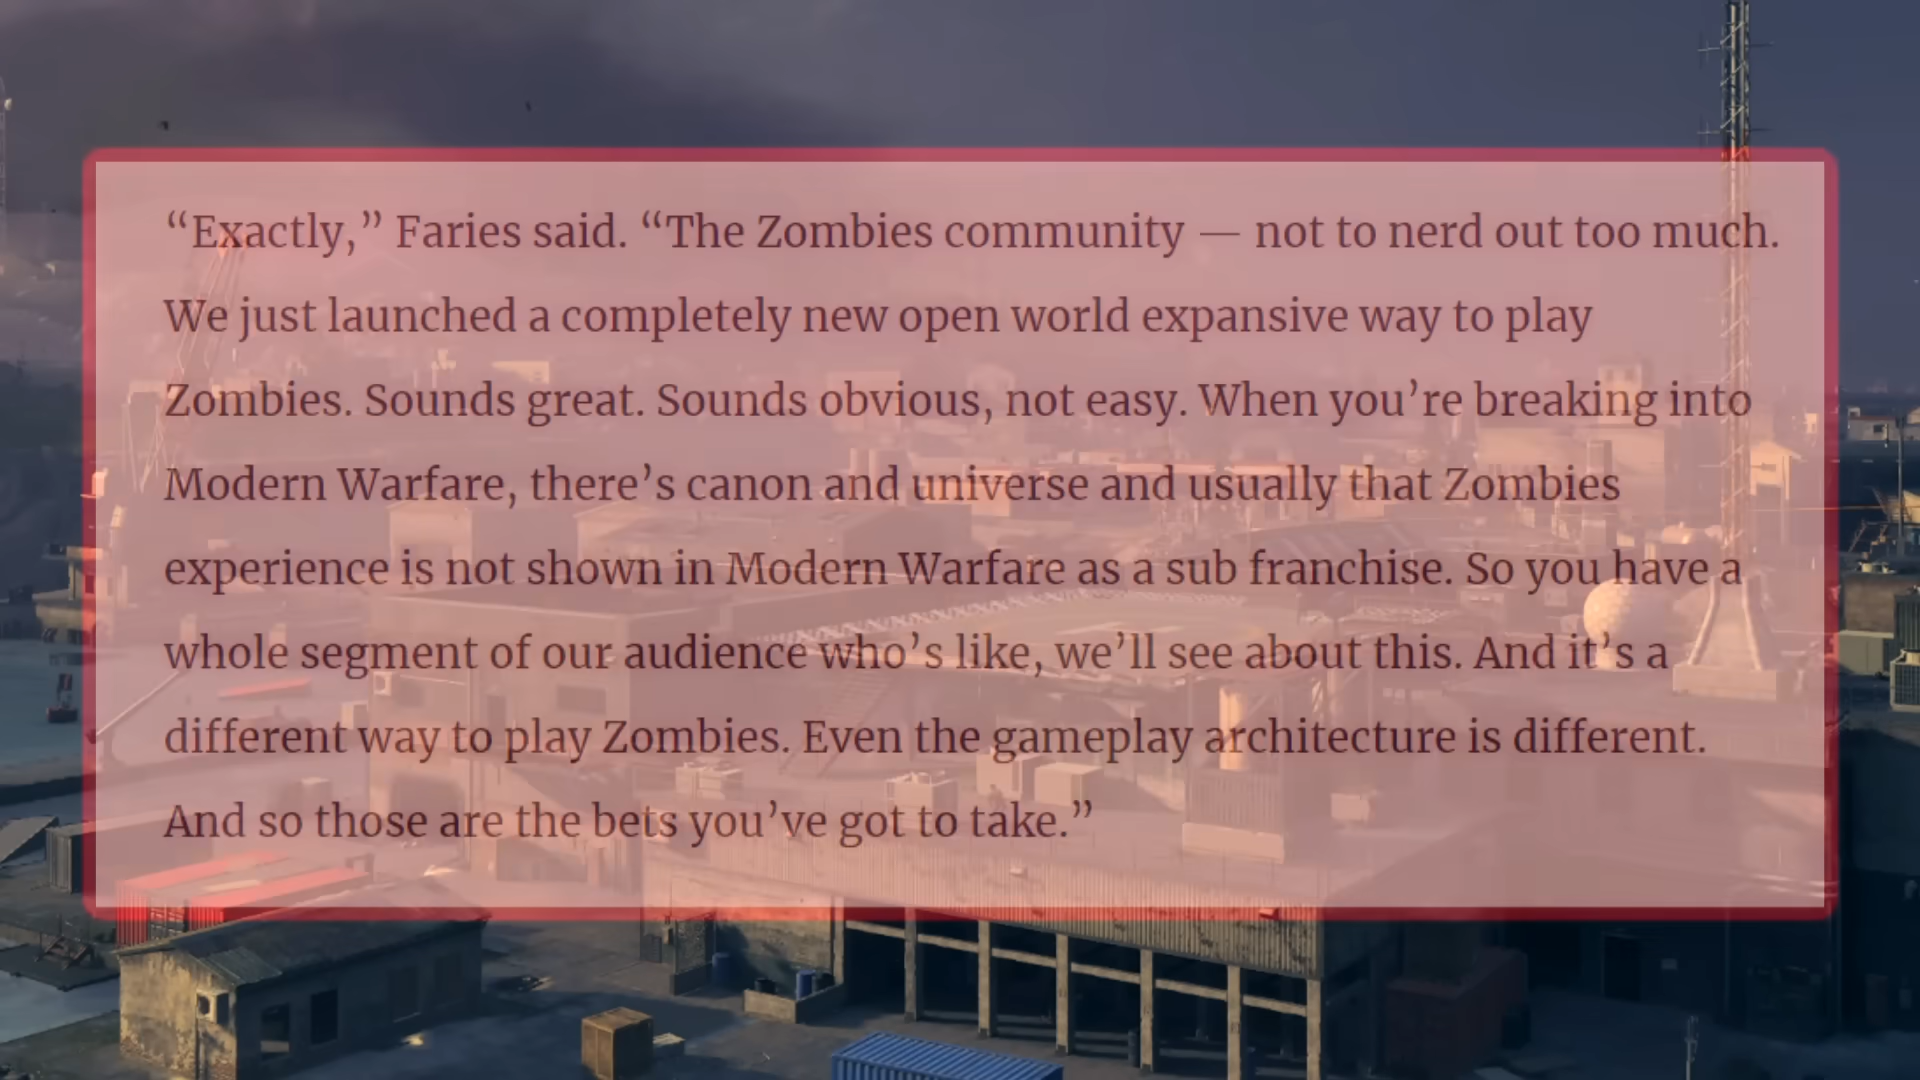 “Exactly,” Faries said. “The Zombies community — not to nerd out too much.
We just launched a completely new open world expansive way to play
Zombies. Sounds great. Sounds obvious, not easy. When you’re breaking into
Modern Warfare, there’s canon and universe and usually that Zombies
experience is not shown in Modern Warfare as a sub franchise. So you have a
whole segment of our audience who’s like, we’ll see about this. And it’s a
different way to play Zombies. Even the gameplay architecture is different.
And so those are the bets you’ve got to take.”